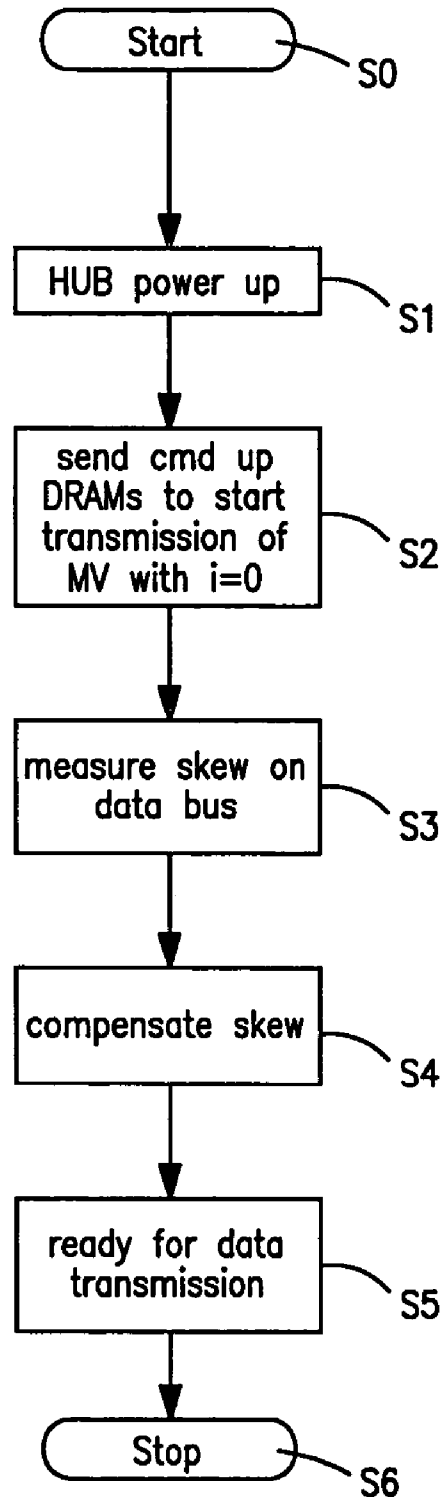 Start
S0
HUB power up
S1
send cmd up
DRAMs to start
transmission of
MV with i=0
S2
measure skew on
data bus
S3
compensate skew
S4
ready for data
transmission
S5
Stop
S6